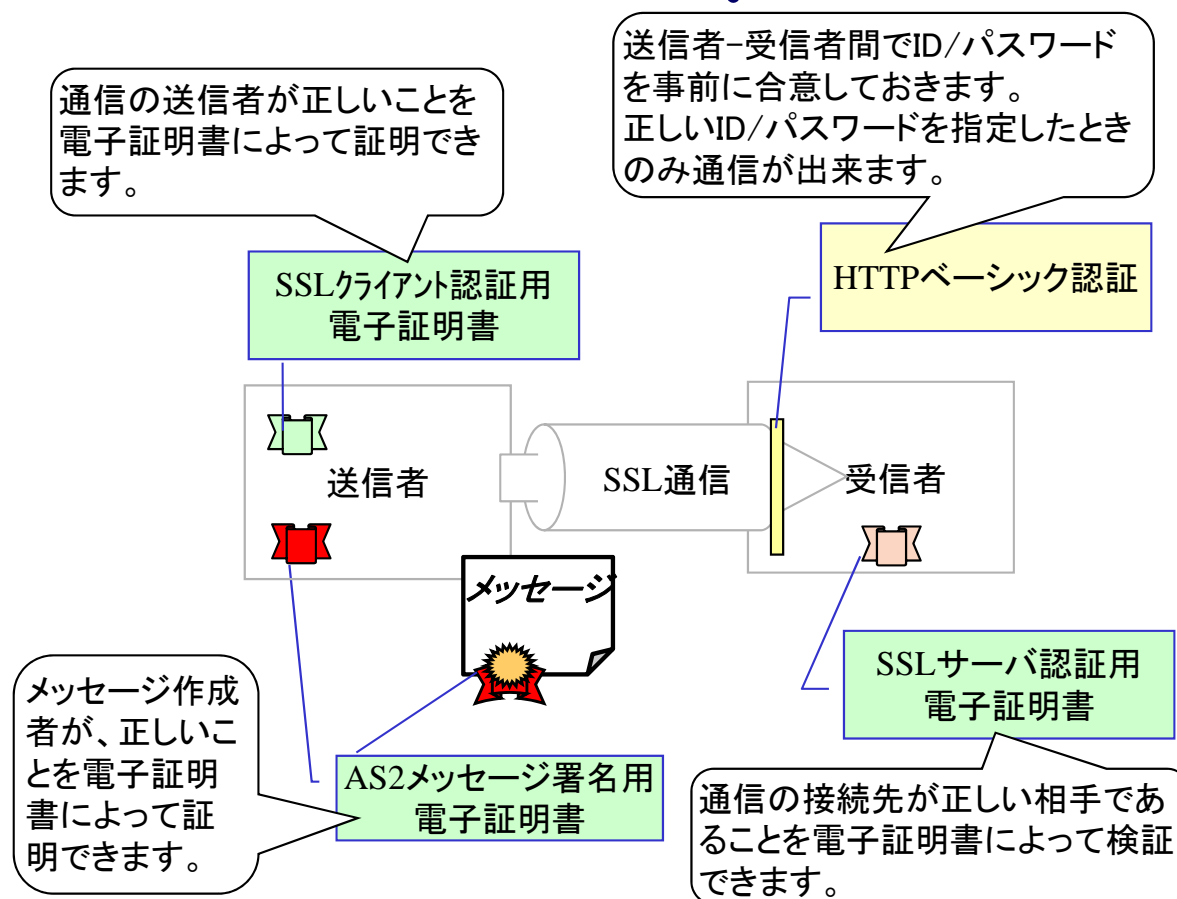 送信者-受信者間でID/パスワード
を事前に合意しておきます。
正しいID/パスワードを指定したとき
のみ通信が出来ます。
通信の送信者が正しいことを
電子証明書によって証明でき
ます。
SSLクライアント認証用
電子証明書
HTTPベーシック認証
送信者
SSL通信
受信者
メッセージ
メッセージ作成
者が、正しいこ
とを電子証明
書によって証
明できます。
AS2メッセージ署名用
電子証明書
SSLサーバ認証用
電子証明書
通信の接続先が正しい相手であ
ることを電子証明書によって検証
できます。